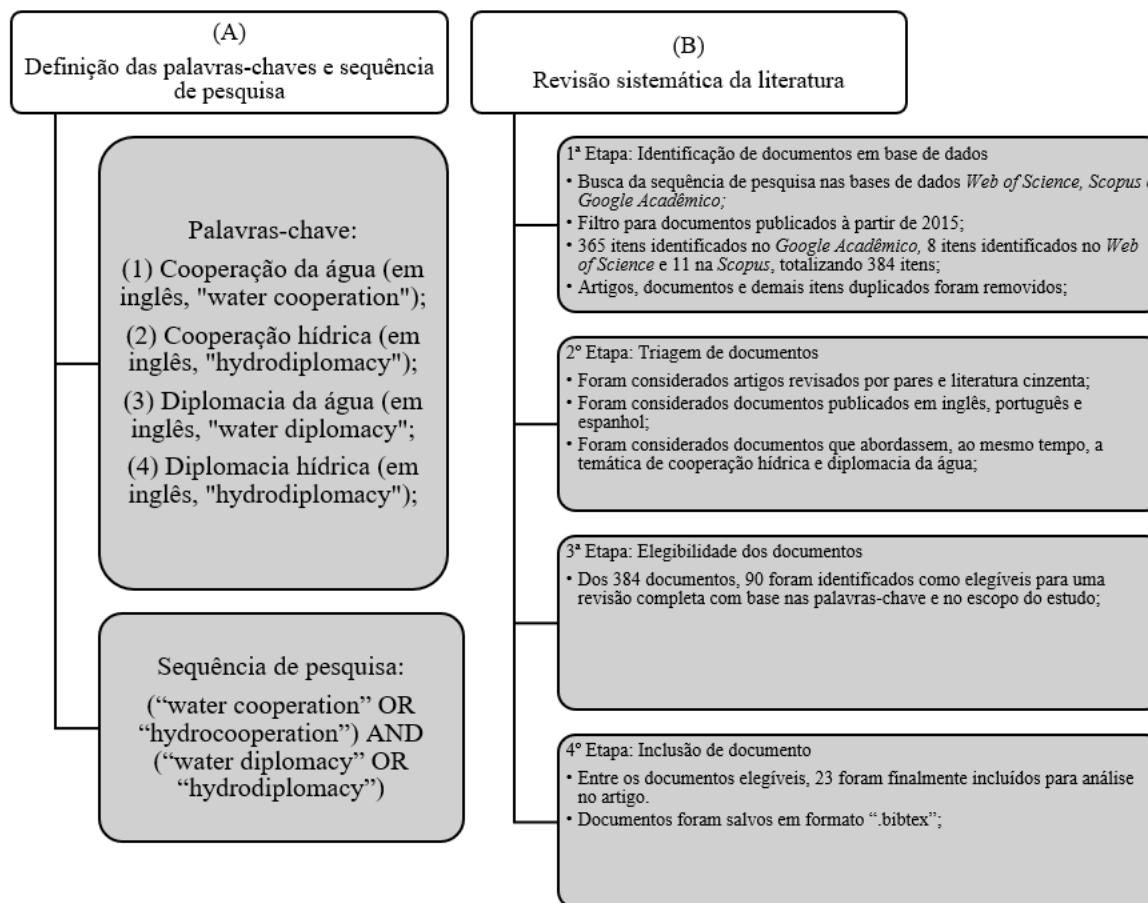 (A)
Definição das palavras-chaves e sequência
de pesquisa
Palavras-chave:
(1) Cooperação da água (em
inglês, "water cooperation");
(2) Cooperação hídrica (em
inglês, "hydrodiplomacy");
(3) Diplomacia da água (em
inglês, "water diplomacy";
(4) Diplomacia hídrica (em
inglês, "hydrodiplomacy");
Sequência de pesquisa:
(“water cooperation” OR
“hydrocooperation”) AND
(“water diplomacy” OR
“hydrodiplomacy”)
(B)
Revisão sistemática da literatura
1ª Etapa: Identificação de documentos em base de dados
• Busca da sequência de pesquisa nas bases de dados Web of Science, Scopus
Google Acadêmico;
• Filtro para documentos publicados à partir de 2015;
• 365 itens identificados no Google Acadêmico, 8 itens identificados no Web
of Science e 11 na Scopus, totalizando 384 itens;
• Artigos, documentos e demais itens duplicados foram removidos;
2º Etapa: Triagem de documentos
• Foram considerados artigos revisados por pares e literatura cinzenta;
• Foram considerados documentos publicados em inglês, português e
espanhol;
• Foram considerados documentos que abordassem, ao mesmo tempo, a
temática de cooperação hídrica e diplomacia da água;
3ª Etapa: Elegibilidade dos documentos
• Dos 384 documentos, 90 foram identificados como elegíveis para uma
revisão completa com base nas palavras-chave e no escopo do estudo;
4º Etapa: Inclusão de documento
• Entre os documentos elegíveis, 23 foram finalmente incluídos para análise
no artigo.
• Documentos foram salvos em formato “.bibtex”;